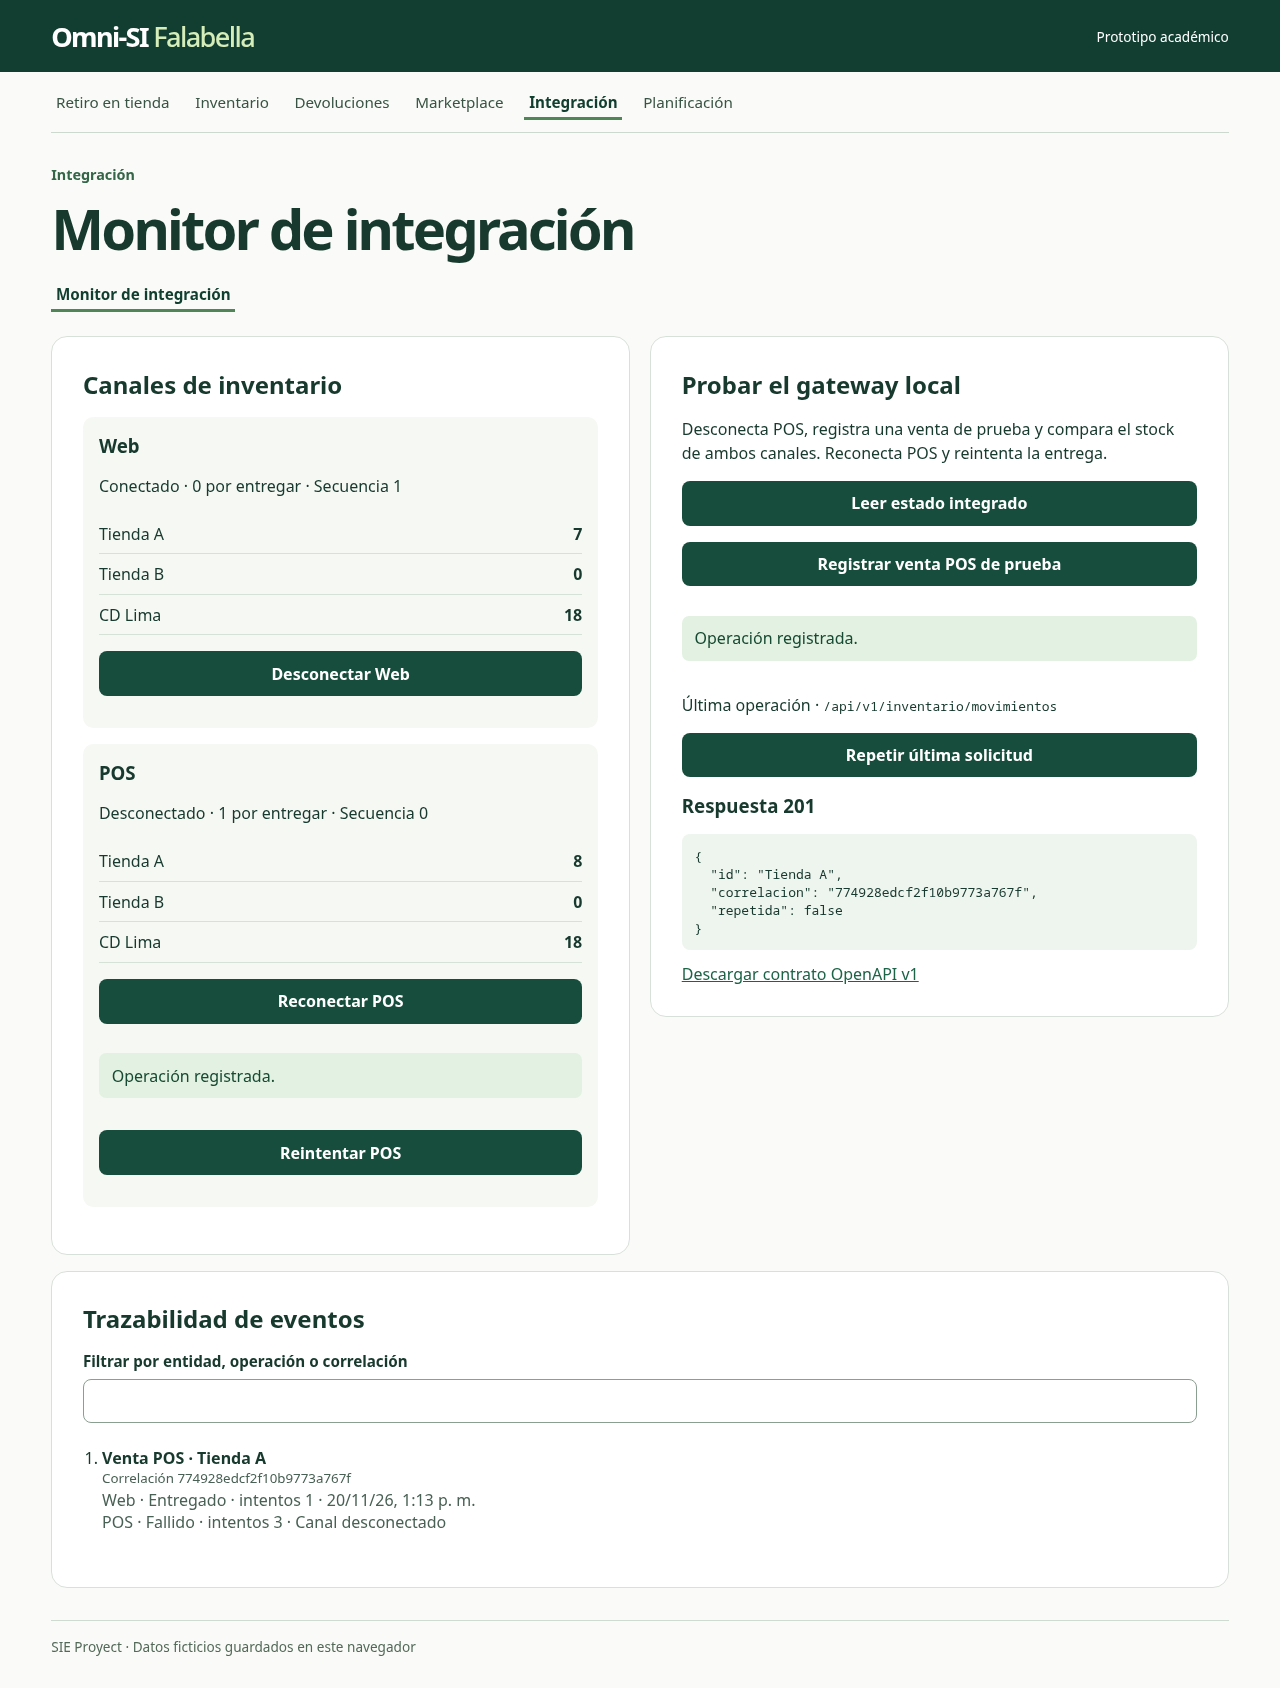 Omni-SI Falabella
Prototipo académico
Retiro en tienda
Inventario
Devoluciones
Marketplace
Integración
Planificación
Integración
Monitor de integración
Monitor de integración
Canales de inventario
Web
Conectado · 0 por entregar · Secuencia 1
Tienda A 7
Tienda B 0
CD Lima 18
Desconectar Web
POS
Desconectado · 1 por entregar · Secuencia 0
Tienda A 8
Tienda B 0
CD Lima 18
Reconectar POS
Operación registrada.
Reintentar POS
Probar el gateway local
Desconecta POS, registra una venta de prueba y compara el stock
de ambos canales. Reconecta POS y reintenta la entrega.
Leer estado integrado
Registrar venta POS de prueba
Operación registrada.
Última operación · /api/v1/inventario/movimientos
Repetir última solicitud
Respuesta 201
{
"id": "Tienda A",
"correlacion": "774928edcf2f10b9773a767f",
"repetida": false
}
Descargar contrato OpenAPI v1
Trazabilidad de eventos
Filtrar por entidad, operación o correlación
1. Venta POS · Tienda A
Correlación 774928edcf2f10b9773a767f
Web · Entregado · intentos 1 · 20/11/26, 1:13 p. m.
POS · Fallido · intentos 3 · Canal desconectado
SIE Proyect · Datos ficticios guardados en este navegador